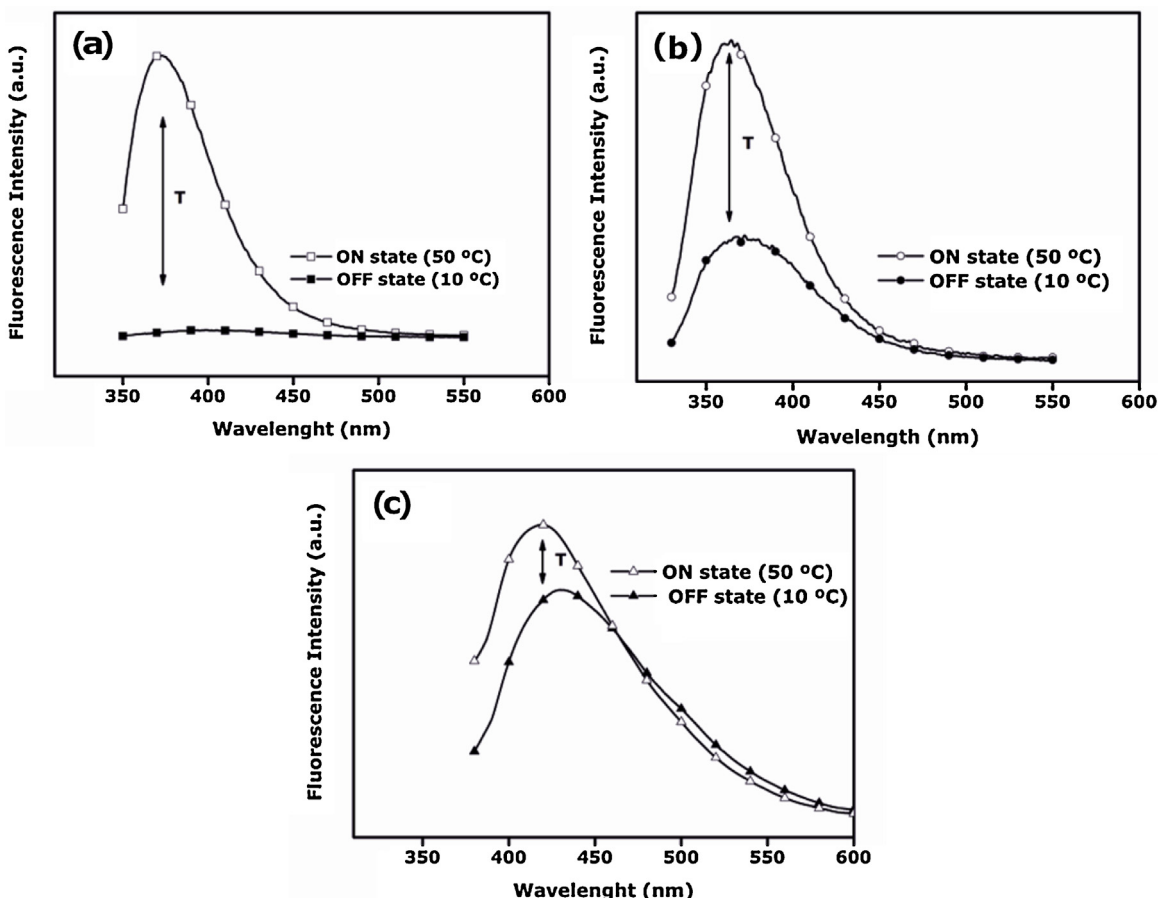 (a)
Fluorescence Intensity (a.u.)
T
ON state (50 ºC)
OFF state (10 ºC)
350 400 450 500 550 600
Wavelenght (nm)
(b)
Fluorescence Intensity (a.u.)
T
ON state (50 ºC)
OFF state (10 ºC)
350 400 450 500 550 600
Wavelength (nm)
(c)
Fluorescence Intensity (a.u.)
T
ON state (50 ºC)
OFF state (10 ºC)
350 400 450 500 550 600
Wavelenght (nm)